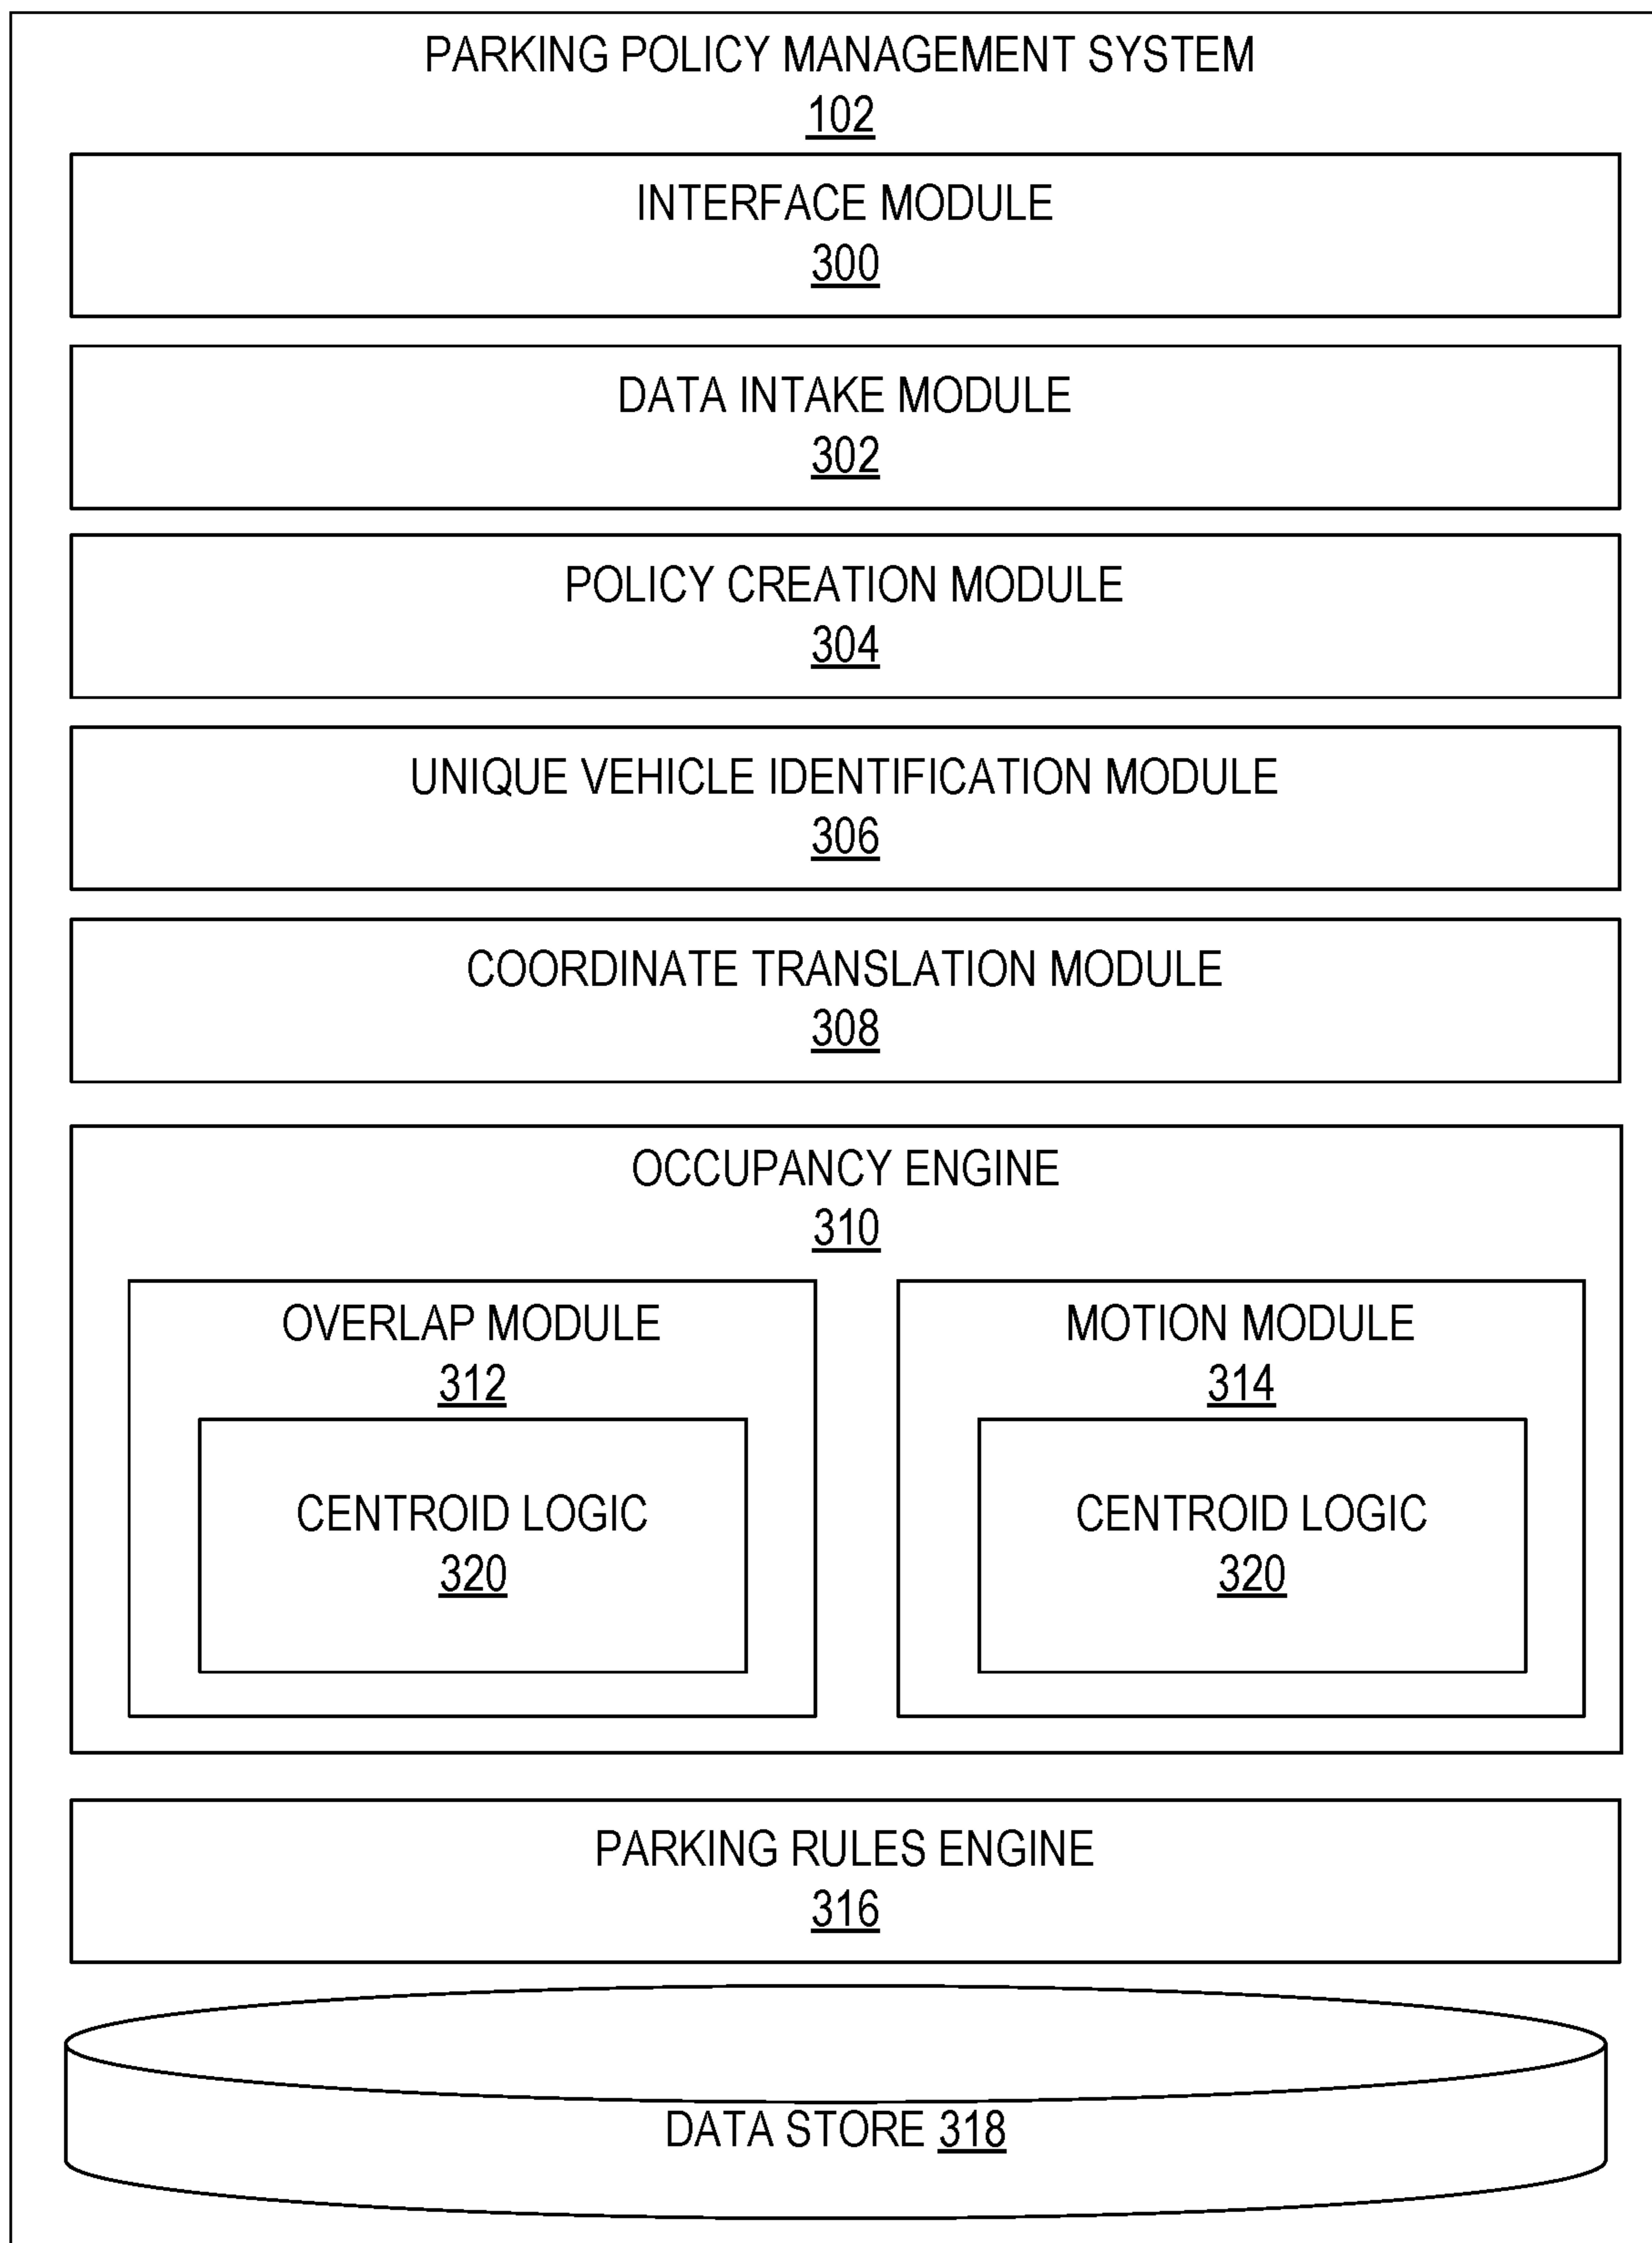 PARKING POLICY MANAGEMENT SYSTEM
102
INTERFACE MODULE
300
DATA INTAKE MODULE
302
POLICY CREATION MODULE
304
UNIQUE VEHICLE IDENTIFICATION MODULE
306
COORDINATE TRANSLATION MODULE
308
OCCUPANCY ENGINE
310
OVERLAP MODULE
312
CENTROID LOGIC
320
MOTION MODULE
314
CENTROID LOGIC
320
PARKING RULES ENGINE
316
DATA STORE 318